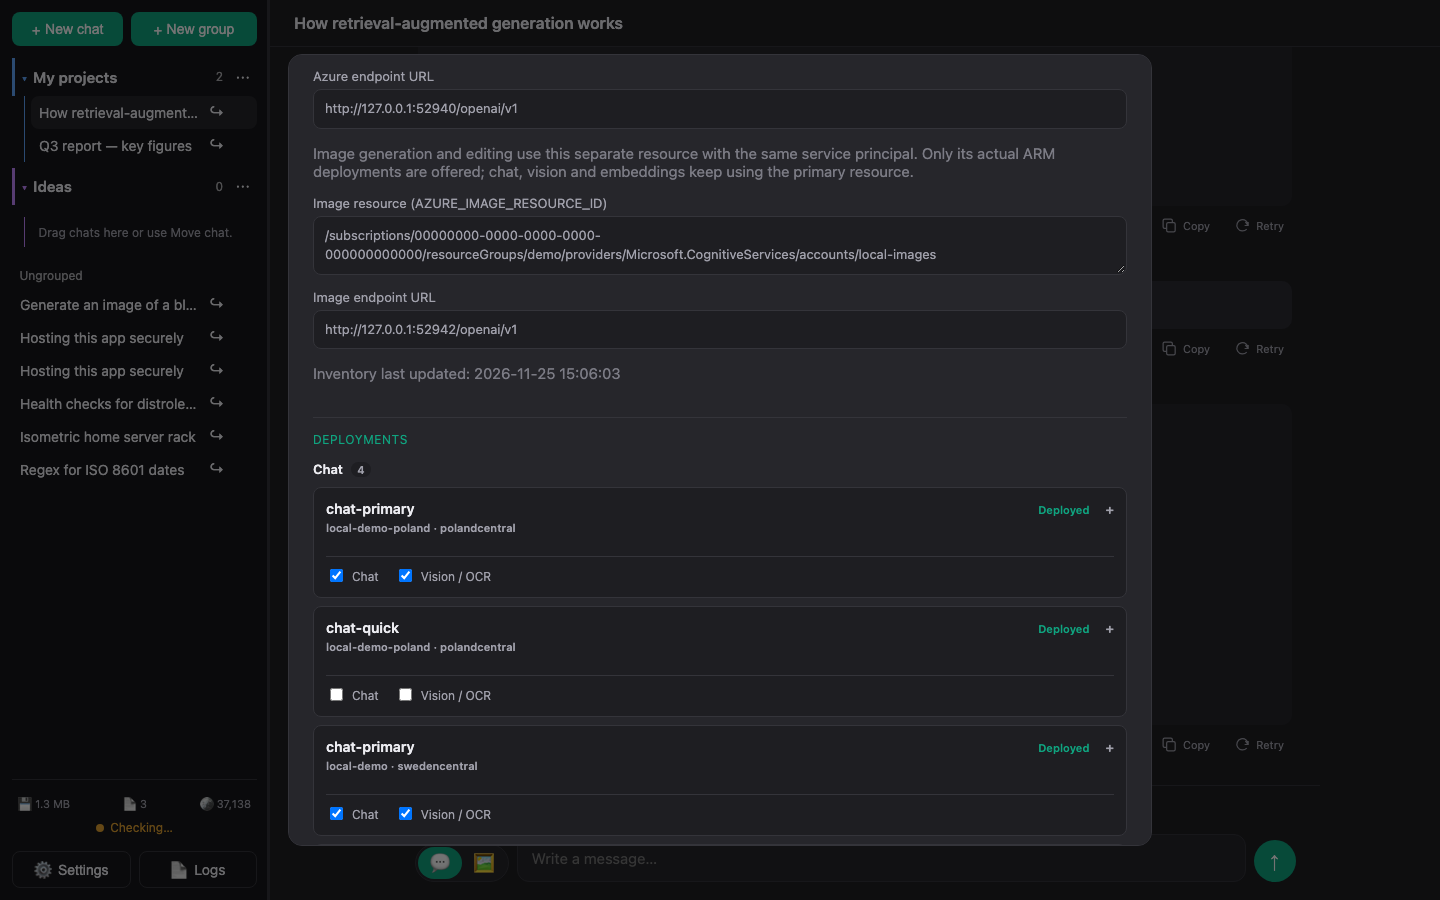 + New chat
+ New group
My projects 2 ...
How retrieval-augment...
Q3 report — key figures
Ideas 0 ...
Drag chats here or use Move chat.
Ungrouped
Generate an image of a bl...
Hosting this app securely
Hosting this app securely
Health checks for distrole...
Isometric home server rack
Regex for ISO 8601 dates
1.3 MB 3 37,138
Checking...
Settings Logs
How retrieval-augmented generation works
Azure endpoint URL
http://127.0.0.1:52940/openai/v1
Image generation and editing use this separate resource with the same service principal. Only its actual ARM
deployments are offered; chat, vision and embeddings keep using the primary resource.
Image resource (AZURE_IMAGE_RESOURCE_ID)
/subscriptions/00000000-0000-0000-0000-
000000000000/resourceGroups/demo/providers/Microsoft.CognitiveServices/accounts/local-images
Image endpoint URL
http://127.0.0.1:52942/openai/v1
Inventory last updated: 2026-11-25 15:06:03
DEPLOYMENTS
Chat 4
chat-primary Deployed +
local-demo-poland · polandcentral
Chat Vision / OCR
chat-quick Deployed +
local-demo-poland · polandcentral
Chat Vision / OCR
chat-primary Deployed +
local-demo · swedencentral
Chat Vision / OCR
Copy Retry
Copy Retry
Copy Retry
Write a message...